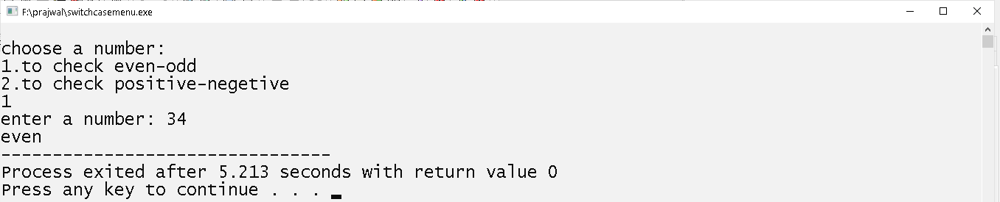 F:\prajwal\switchcasemenu.exe
choose a number:
1.to check even-odd
2.to check positive-negetive
1
enter a number: 34
even
--------------------------------
Process exited after 5.213 seconds with return value 0
Press any key to continue . . .